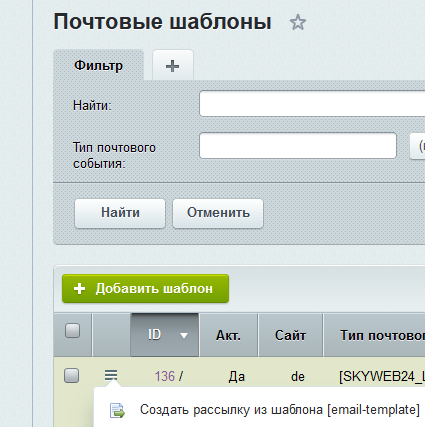 Почтовые шаблоны
Фильтр
Найти:
Тип почтового
события:
Найти
Отменить
Добавить шаблон
ID
Акт.
Сайт
Тип почтово
136 /
Да
de
[SKYWEB24_
Создать рассылку из шаблона [email-template]